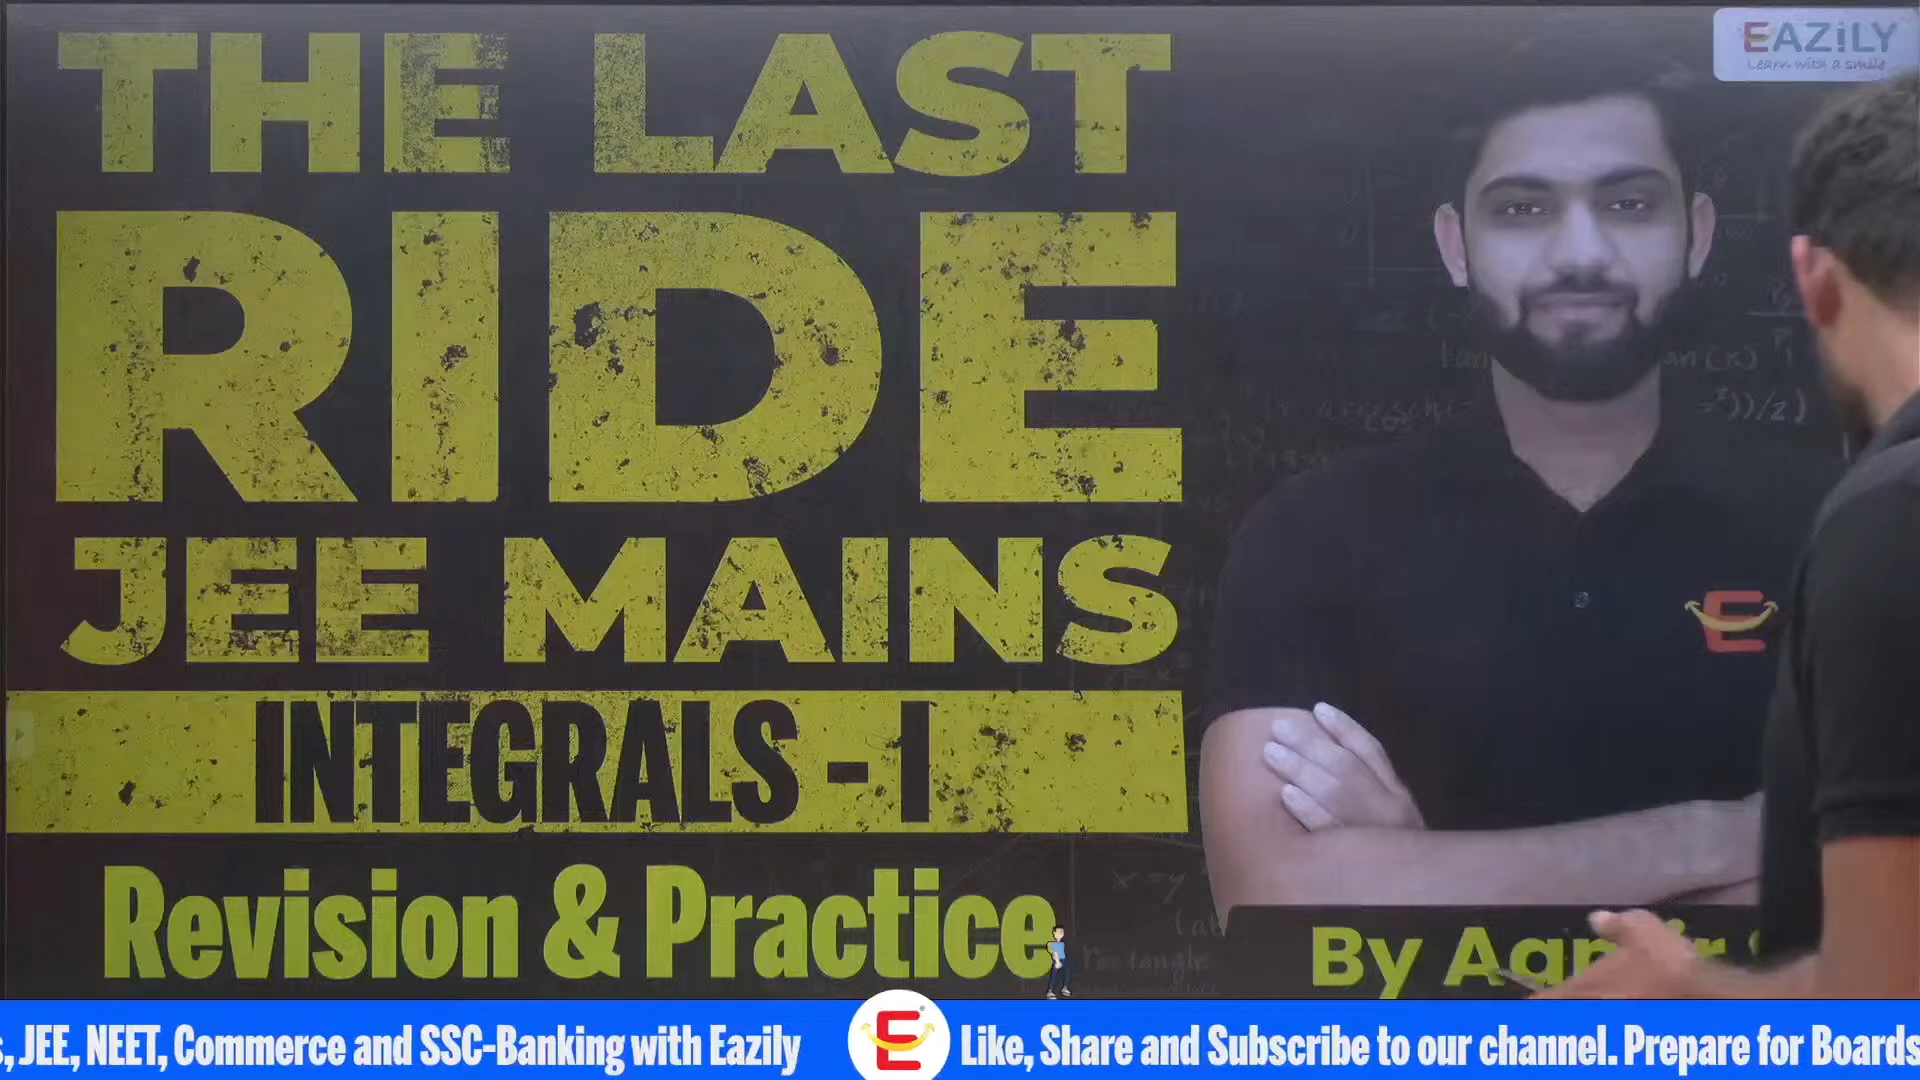 EAZiLY
Learn with a smile
THE LAST
RIDE
JEE MAINS
INTEGRALS - I
Revision & Practice
E
By
, JEE, NEET, Commerce and SSC-Banking with Eazily
E
Like, Share and Subscribe to our channel. Prepare for Boards